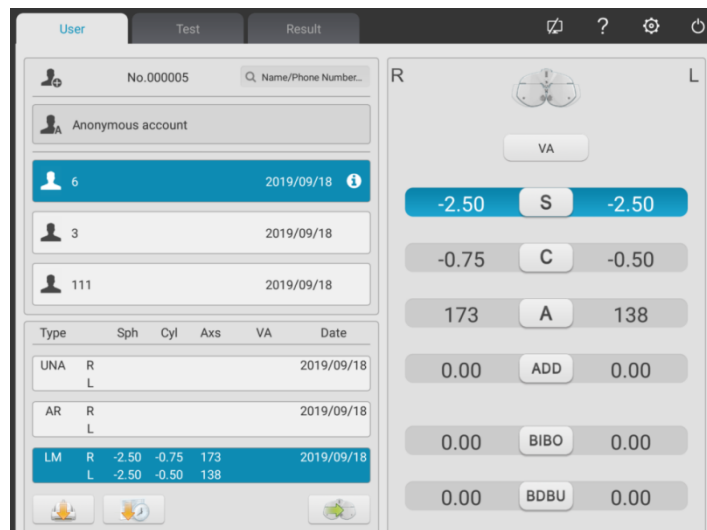 User Test Result ?
No.000005 Name/Phone Number...
A Anonymous account
6 2019/09/18 i
3 2019/09/18
111 2019/09/18
Type Sph Cyl Axs VA Date
UNA R 2019/09/18
L
AR R 2019/09/18
L
LM R -2.50 -0.75 173 2019/09/18
L -2.50 -0.50 138
R L
VA
-2.50 S -2.50
-0.75 C -0.50
173 A 138
0.00 ADD 0.00
0.00 BIBO 0.00
0.00 BDBU 0.00